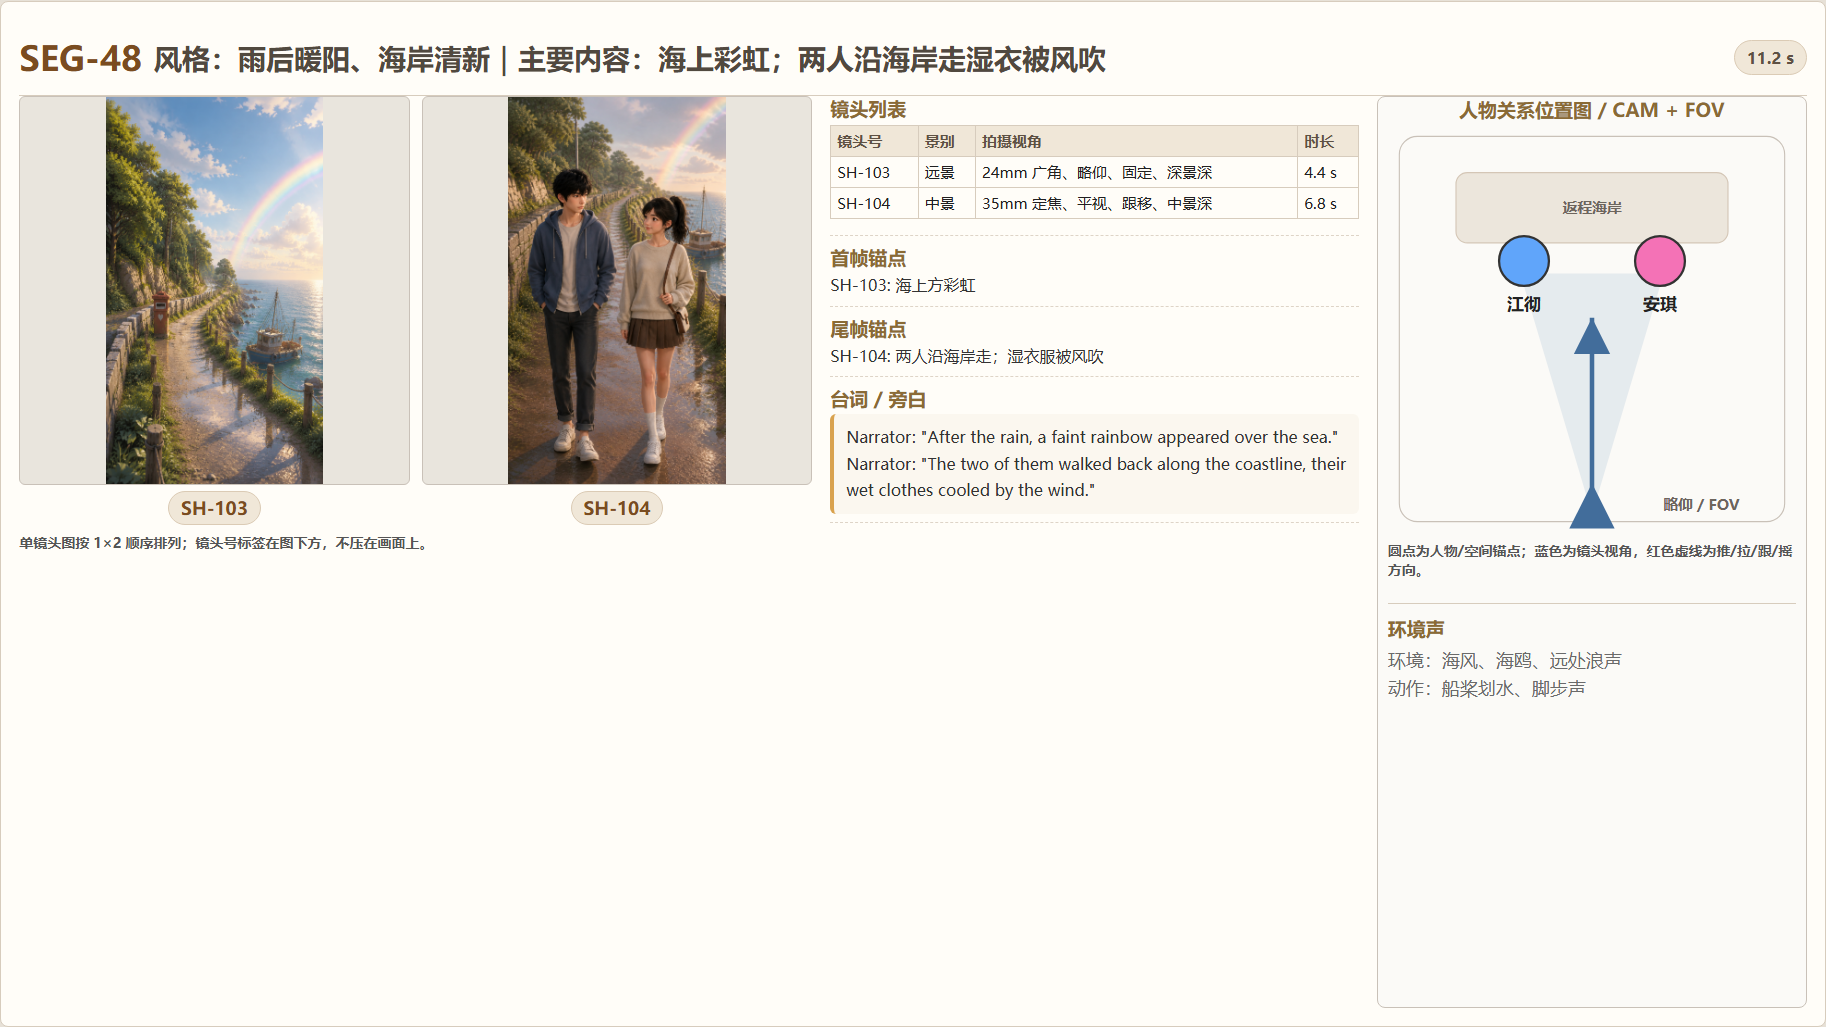 SEG-48 风格：雨后暖阳、海岸清新 | 主要内容：海上彩虹；两人沿海岸走湿衣被风吹
11.2 s
SH-103
SH-104
单镜头图按 1×2 顺序排列；镜头号标签在图下方，不压在画面上。
镜头列表
镜头号 景别 拍摄视角 时长
SH-103 远景 24mm 广角、略仰、固定、深景深 4.4 s
SH-104 中景 35mm 定焦、平视、跟移、中景深 6.8 s
首帧锚点
SH-103: 海上方彩虹
尾帧锚点
SH-104: 两人沿海岸走；湿衣服被风吹
台词 / 旁白
Narrator: "After the rain, a faint rainbow appeared over the sea."
Narrator: "The two of them walked back along the coastline, their
wet clothes cooled by the wind."
人物关系位置图 / CAM + FOV
返程海岸
江彻
安琪
略仰 / FOV
圆点为人物/空间锚点；蓝色为镜头视角，红色虚线为推/拉/跟/摇
方向。
环境声
环境：海风、海鸥、远处浪声
动作：船桨划水、脚步声